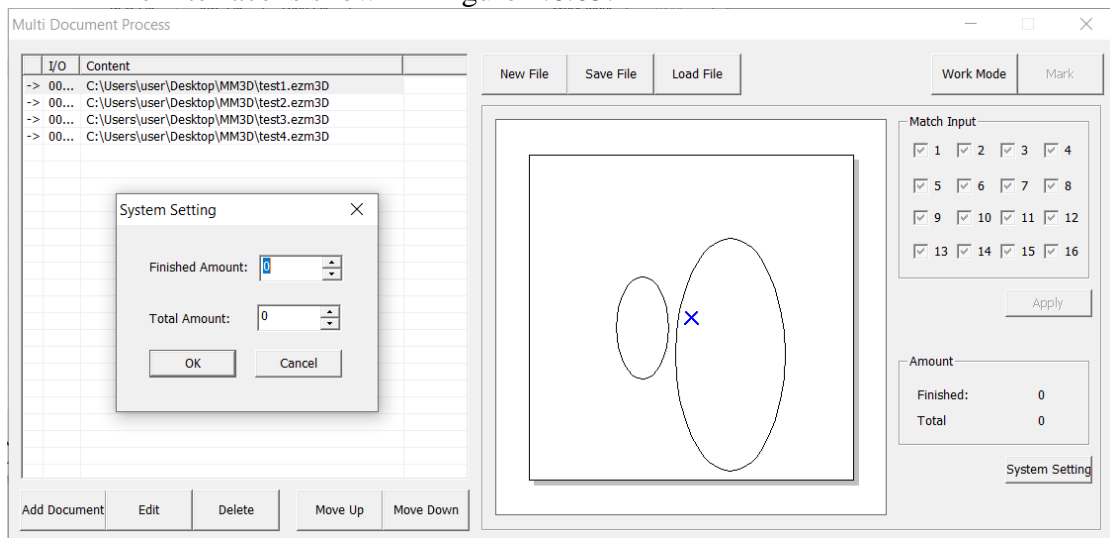 Multi Document Process
I/O Content
-> 00... C:\Users\user\Desktop\MM3D\test1.ezm3D
-> 00... C:\Users\user\Desktop\MM3D\test2.ezm3D
-> 00... C:\Users\user\Desktop\MM3D\test3.ezm3D
-> 00... C:\Users\user\Desktop\MM3D\test4.ezm3D
System Setting
Finished Amount: 0
Total Amount: 0
OK Cancel
Add Document Edit Delete Move Up Move Down
New File Save File Load File Work Mode Mark
Match Input
1 2 3 4
5 6 7 8
9 10 11 12
13 14 15 16
Apply
Amount
Finished: 0
Total 0
System Setting